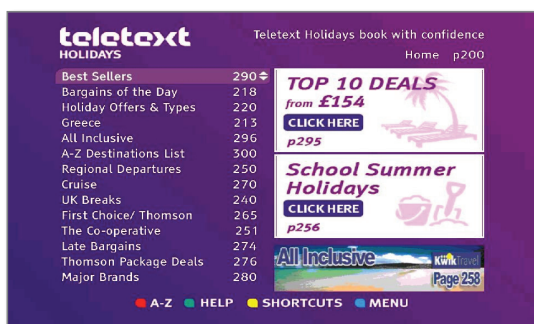 teletext
HOLIDAYS
Teletext Holidays book with confidence
Home p200
Best Sellers 290
Bargains of the Day 218
Holiday Offers & Types 220
Greece 213
All Inclusive 296
A-Z Destinations List 300
Regional Departures 250
Cruise 270
UK Breaks 240
First Choice/ Thomson 265
The Co-operative 251
Late Bargains 274
Thomson Package Deals 276
Major Brands 280
TOP 10 DEALS
from £154
CLICK HERE
p295
School Summer
Holidays
CLICK HERE
p256
All Inclusive
KwikTravel
Page 258
A-Z HELP SHORTCUTS MENU